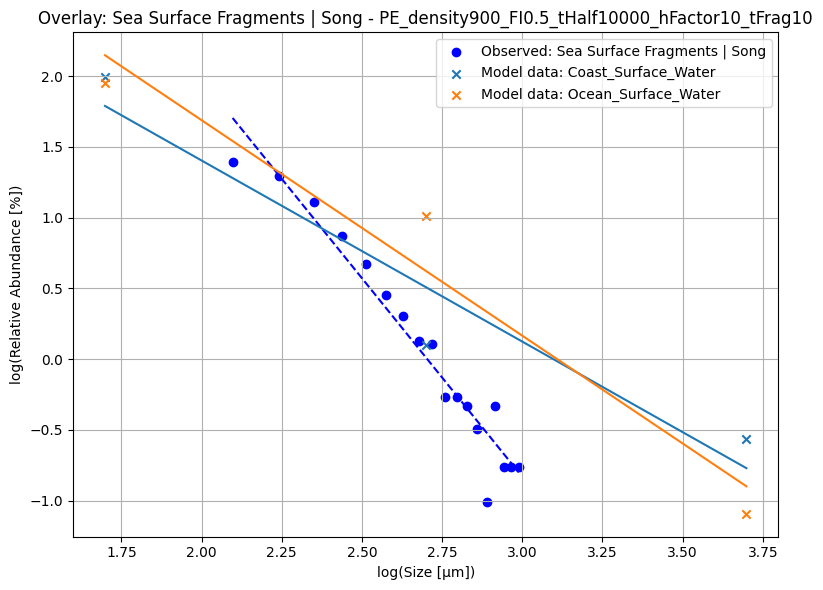 Overlay: Sea Surface Fragments | Song - PE_density900_FI0.5_tHalf10000_hFactor10_tFrag10
Observed: Sea Surface Fragments | Song
Model data: Coast_Surface_Water
Model data: Ocean_Surface_Water
log(Relative Abundance [%])
2.0
1.5
1.0
0.5
0.0
−0.5
−1.0
1.75 2.00 2.25 2.50 2.75 3.00 3.25 3.50 3.75
log(Size [µm])